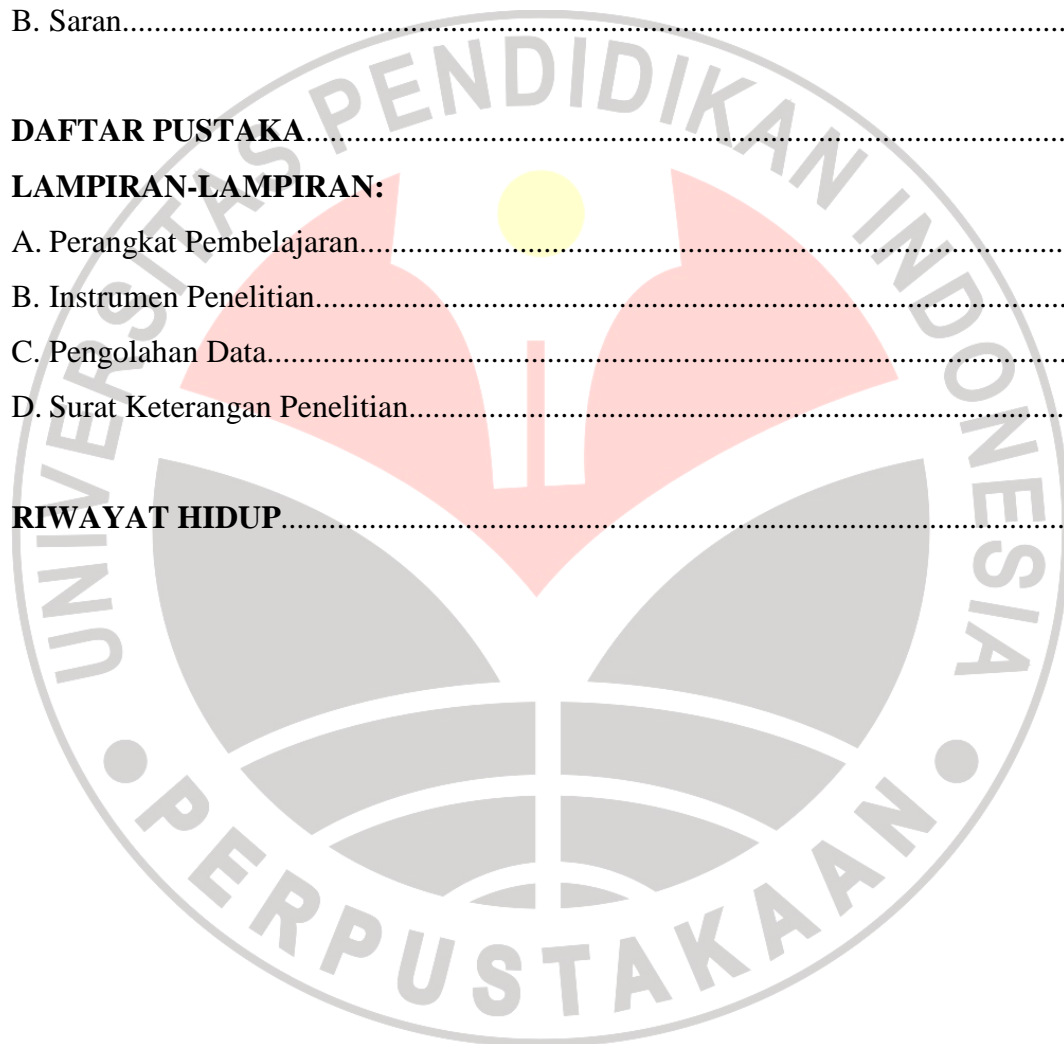 B. Saran........................................................................................................................
DAFTAR PUSTAKA................................................................................................
LAMPIRAN-LAMPIRAN:
A. Perangkat Pembelajaran.........................................................................................
B. Instrumen Penelitian..............................................................................................
C. Pengolahan Data....................................................................................................
D. Surat Keterangan Penelitian..................................................................................
RIWAYAT HIDUP...................................................................................................
UNIVERSITAS PENDIDIKAN INDONESIA
PERPUSTAKAAN